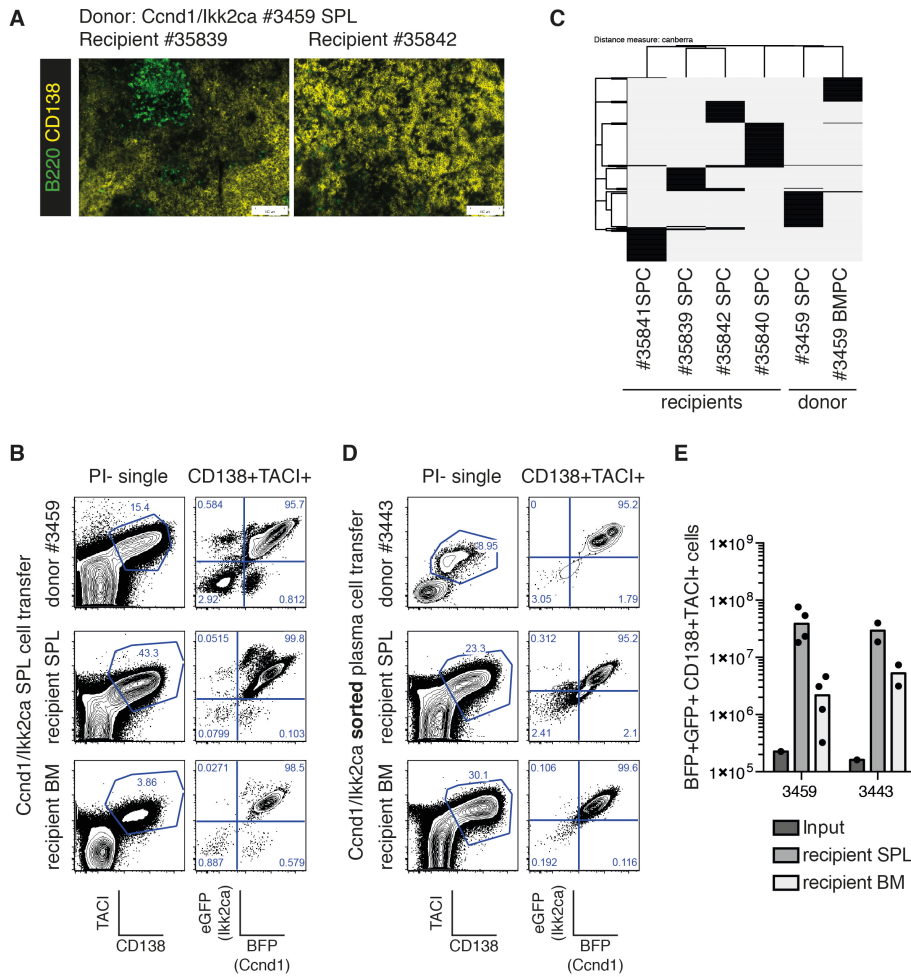 A
Donor: Ccnd1/Ikk2ca #3459 SPL
Recipient #35839
Recipient #35842
B220 CD138
C
Distance measure: canberra
#35841SPC
#35839 SPC
#35842 SPC
#35840 SPC
#3459 SPC
#3459 BMPC
recipients
donor
B
PI- single
CD138+TACI+
Ccnd1/Ikk2ca SPL cell transfer
donor #3459
15.4
0.584
95.7
2.92
0.812
recipient SPL
43.3
0.0515
99.8
0.0799
0.103
recipient BM
3.86
0.0271
98.5
0.887
0.579
TACI
CD138
eGFP
(Ikk2ca)
BFP
(Ccnd1)
D
PI- single
CD138+TACI+
Ccnd1/Ikk2ca sorted plasma cell transfer
donor #3443
8.95
0
95.2
3.05
1.79
recipient SPL
23.3
0.312
95.2
2.41
2.1
recipient BM
30.1
0.106
99.6
0.192
0.116
TACI
CD138
eGFP
(Ikk2ca)
BFP
(Ccnd1)
E
BFP+GFP+ CD138+TACI+ cells
1×10⁹
1×10⁸
1×10⁷
1×10⁶
1×10⁵
3459
3443
Input
recipient SPL
recipient BM